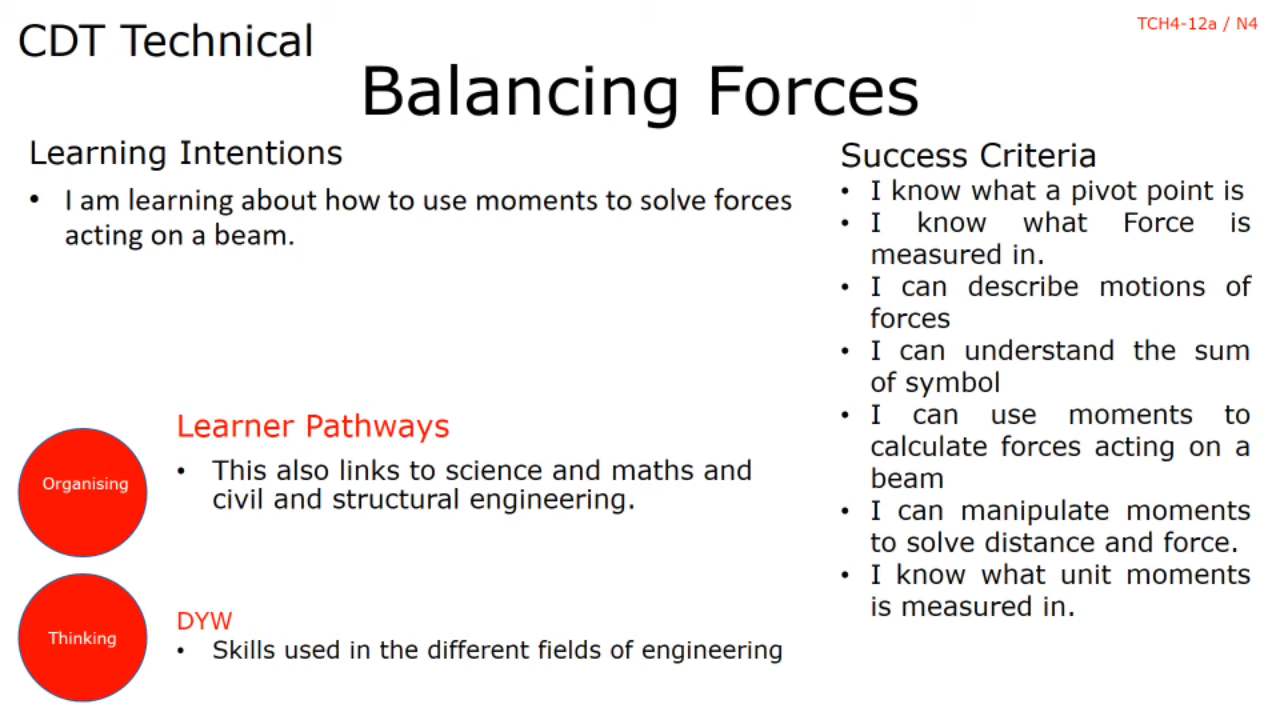 CDT Technical
TCH4-12a / N4
Balancing Forces
Learning Intentions
• I am learning about how to use moments to solve forces
acting on a beam.
Success Criteria
• I know what a pivot point is
• I know what Force is
measured in.
• I can describe motions of
forces
• I can understand the sum
of symbol
• I can use moments to
calculate forces acting on a
beam
• I can manipulate moments
to solve distance and force.
• I know what unit moments
is measured in.
Organising
Learner Pathways
• This also links to science and maths and
civil and structural engineering.
Thinking
DYW
• Skills used in the different fields of engineering